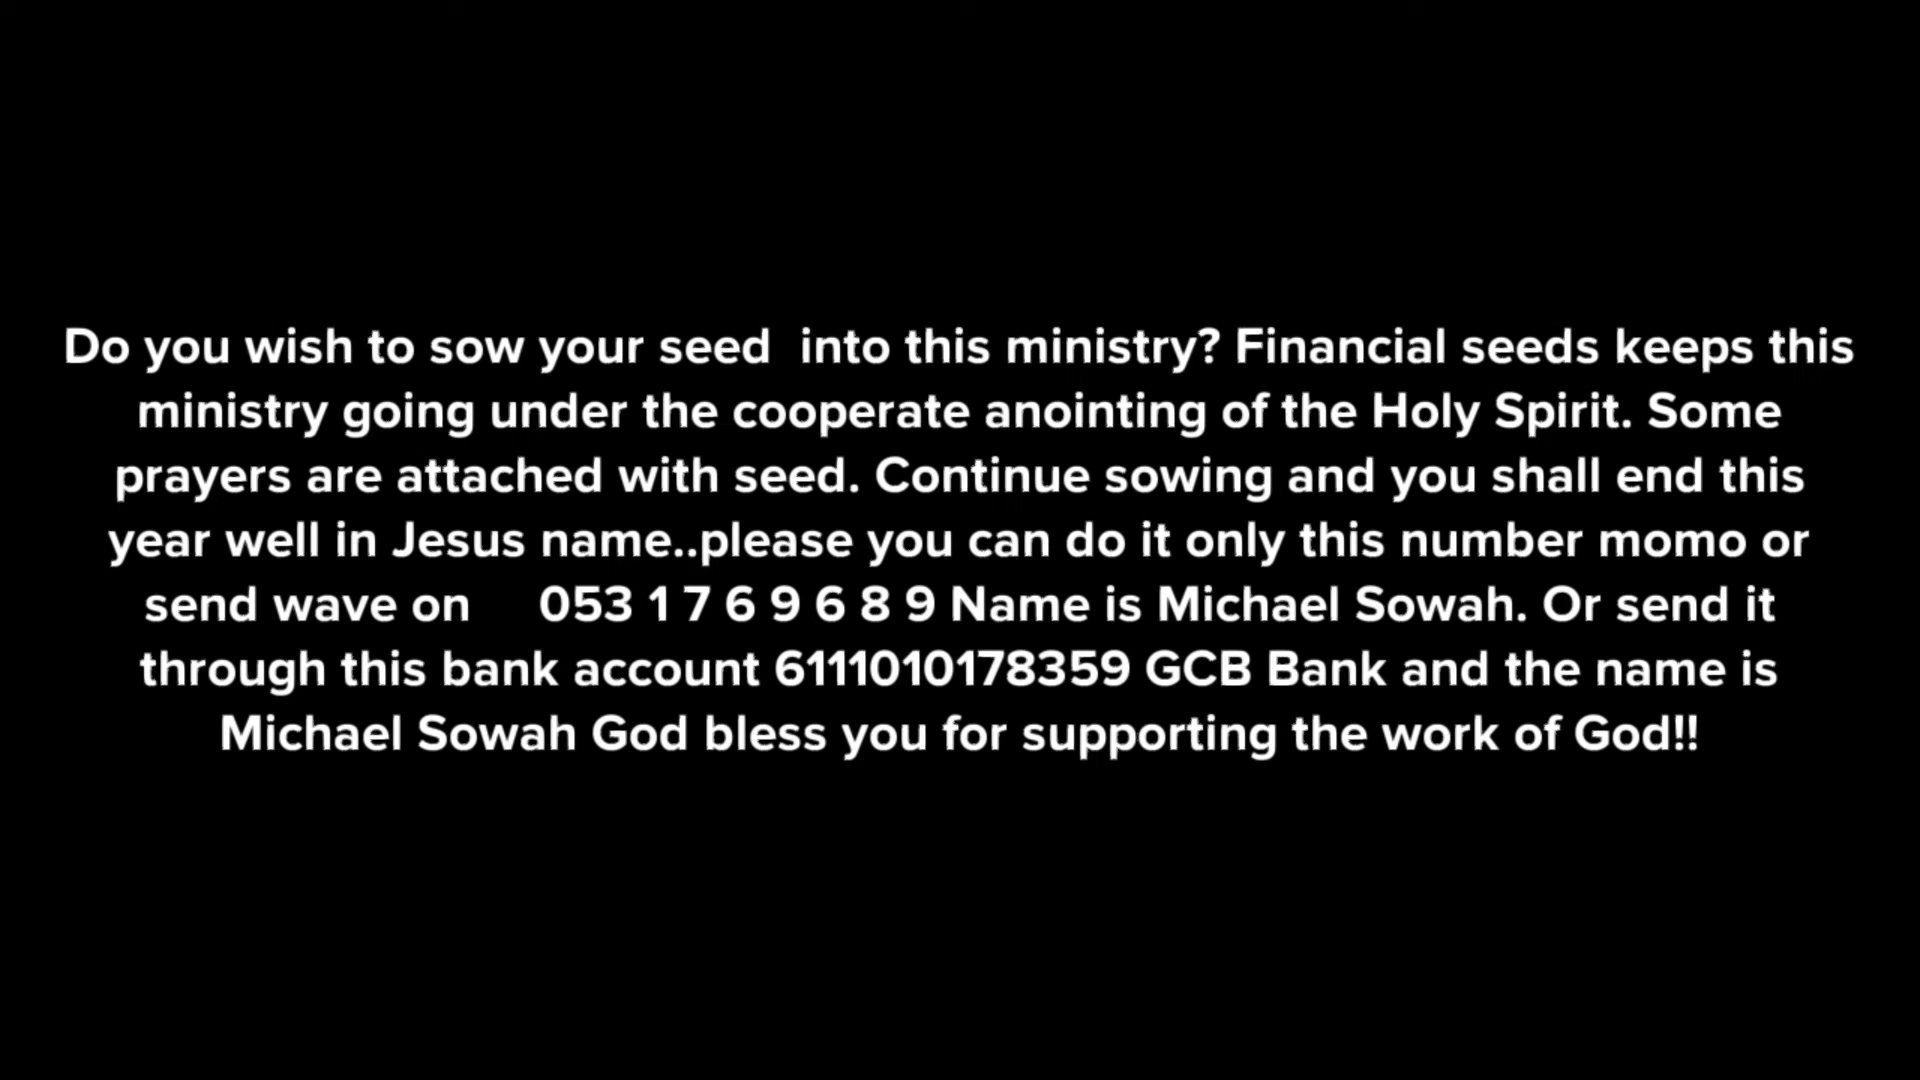 Do you wish to sow your seed  into this ministry? Financial seeds keeps this
ministry going under the cooperate anointing of the Holy Spirit. Some
prayers are attached with seed. Continue sowing and you shall end this
year well in Jesus name..please you can do it only this number momo or
send wave on     053 1 7 6 9 6 8 9 Name is Michael Sowah. Or send it
through this bank account 6111010178359 GCB Bank and the name is
Michael Sowah God bless you for supporting the work of God!!